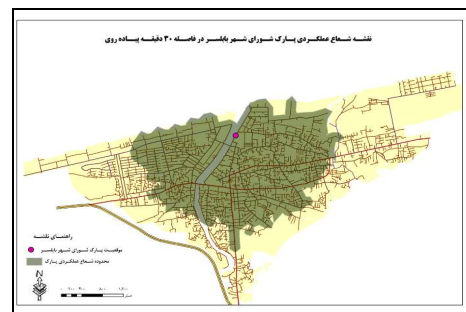 نقشه شعاع عملکردی پارک شورای شهر بابلسر در فاصله ۳۰ دقیقه پیاده روی
راهنمای نقشه
موقعیت پارک شورای شهر بابلسر
محدوده شعاع عملکردی پارک
N